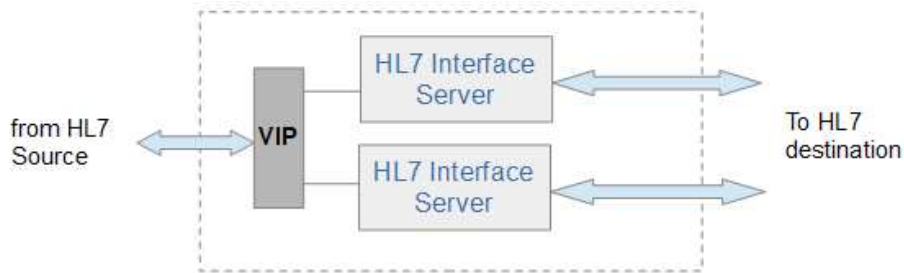 from HL7
Source
VIP
HL7 Interface
Server
HL7 Interface
Server
To HL7
destination